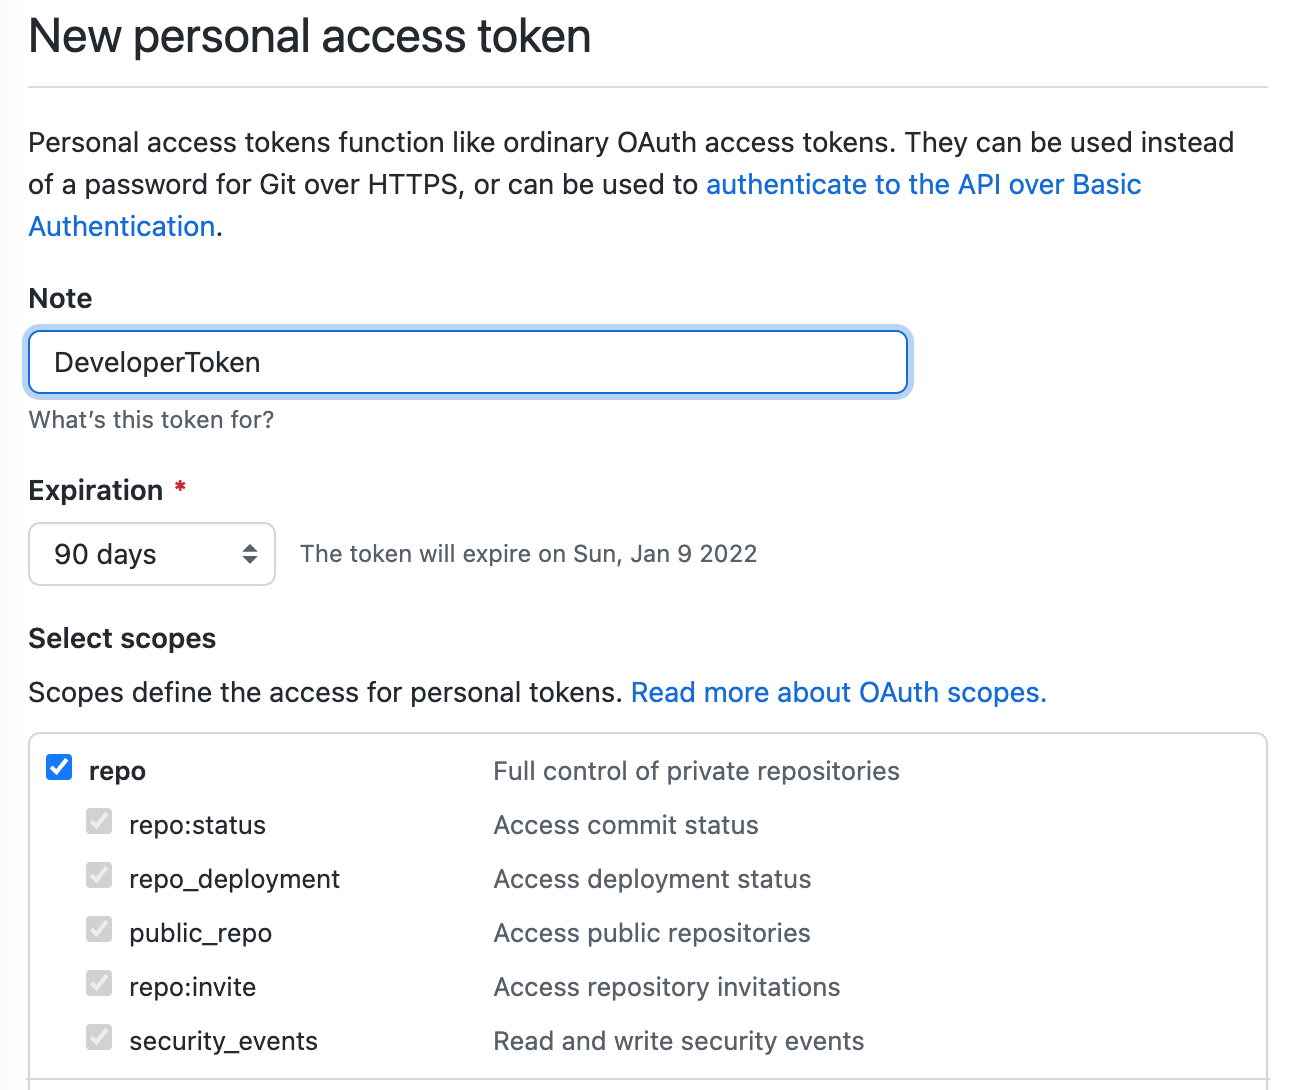 New personal access token
Personal access tokens function like ordinary OAuth access tokens. They can be used instead
of a password for Git over HTTPS, or can be used to authenticate to the API over Basic
Authentication.
Note
DeveloperToken
What’s this token for?
Expiration *
90 days The token will expire on Sun, Jan 9 2022
Select scopes
Scopes define the access for personal tokens. Read more about OAuth scopes.
repo Full control of private repositories
repo:status Access commit status
repo_deployment Access deployment status
public_repo Access public repositories
repo:invite Access repository invitations
security_events Read and write security events